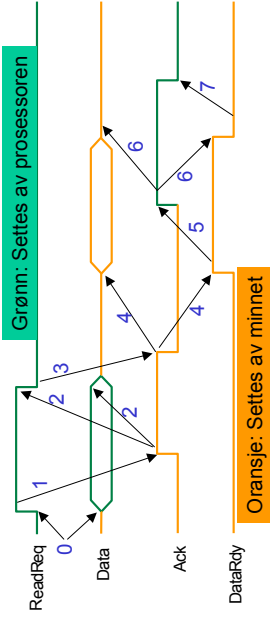 Grønn: Settes av prosessoren
ReadReq
0
1
2
3
Data
2
4
6
Ack
4
5
6
7
DataRdy
Oransje: Settes av minnet